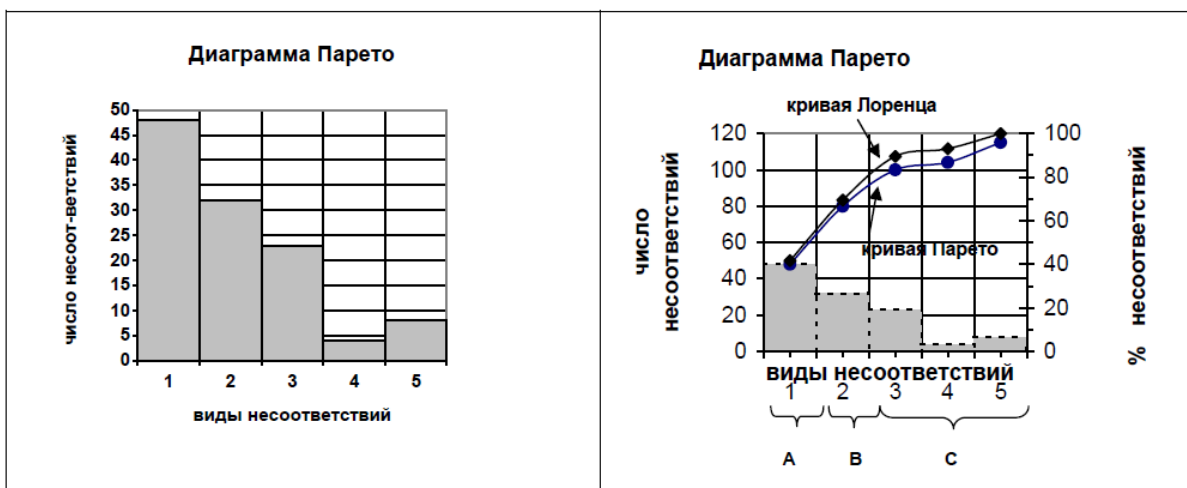 Диаграмма Парето
50
45
40
35
30
25
20
15
10
5
0
число несоот-ветствий
1 2 3 4 5
виды несоответствий
Диаграмма Парето
кривая Лоренца
120
100
80
60
40
20
0
число
несоответствий
кривая Парето
100
80
60
40
20
0
% несоответствий
виды несоответствий
1 2 3 4 5
А В С